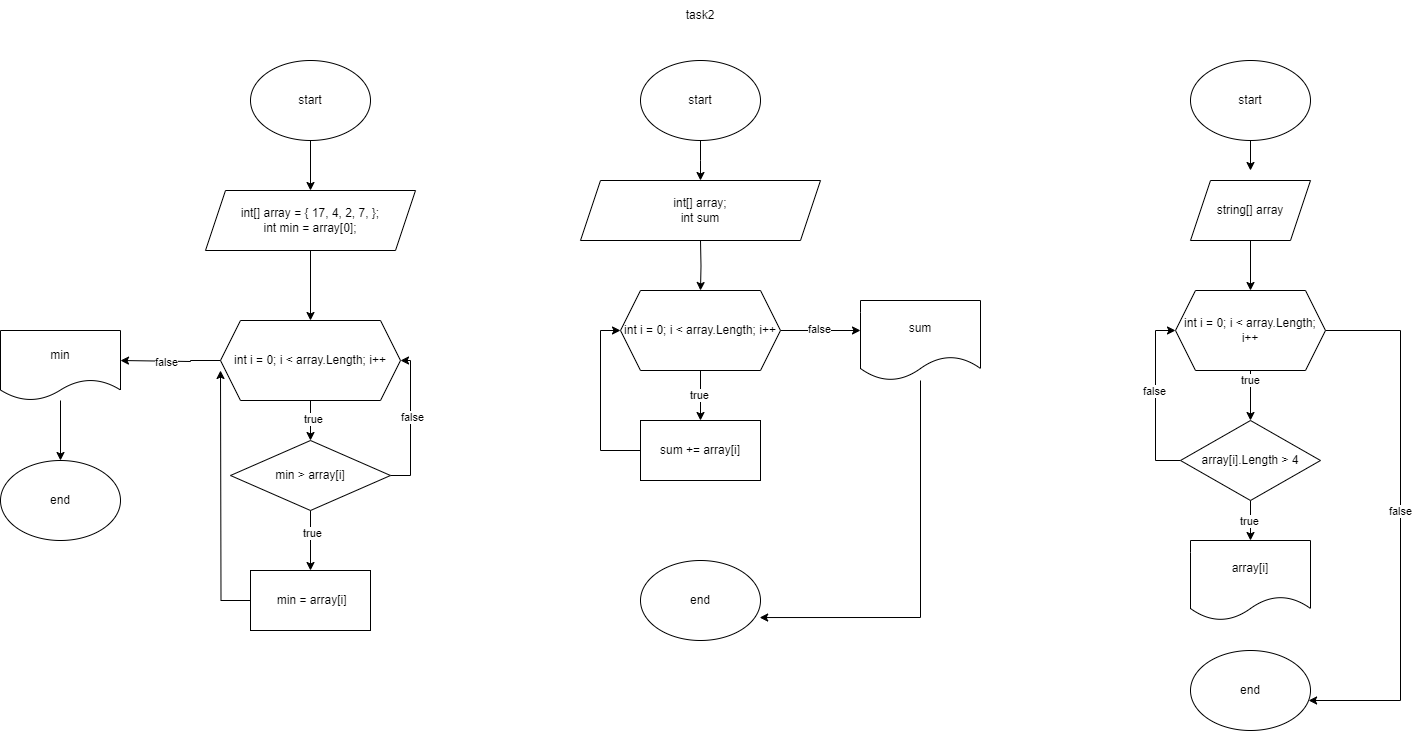 task2
start
int[] array = { 17, 4, 2, 7, };
int min = array[0];
int i = 0; i < array.Length; i++
false
min
end
true
min > array[i]
false
true
min = array[i]
start
int[] array;
int sum
int i = 0; i < array.Length; i++
false
sum
true
sum += array[i]
end
start
string[] array
int i = 0; i < array.Length;
i++
true
false
array[i].Length > 4
true
false
array[i]
end